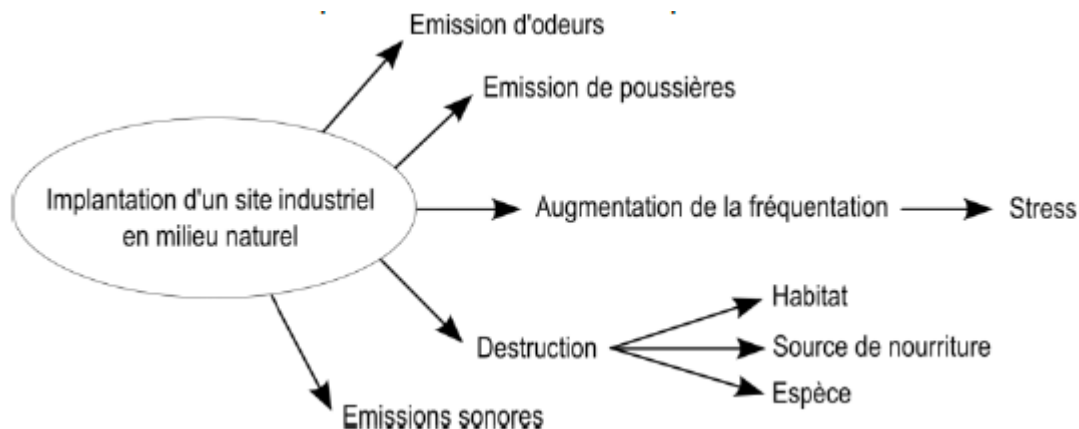 Emission d'odeurs
Emission de poussières
Implantation d'un site industriel
en milieu naturel
Augmentation de la fréquentation
Stress
Habitat
Destruction
Source de nourriture
Espèce
Emissions sonores